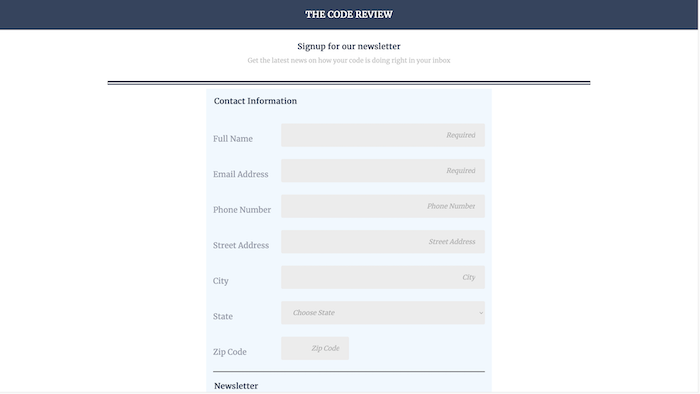 THE CODE REVIEW
Signup for our newsletter
Get the latest news on how your code is doing right in your inbox
Contact Information
Full Name
Required
Email Address
Required
Phone Number
Phone Number
Street Address
Street Address
City
City
State
Choose State
Zip Code
Zip Code
Newsletter